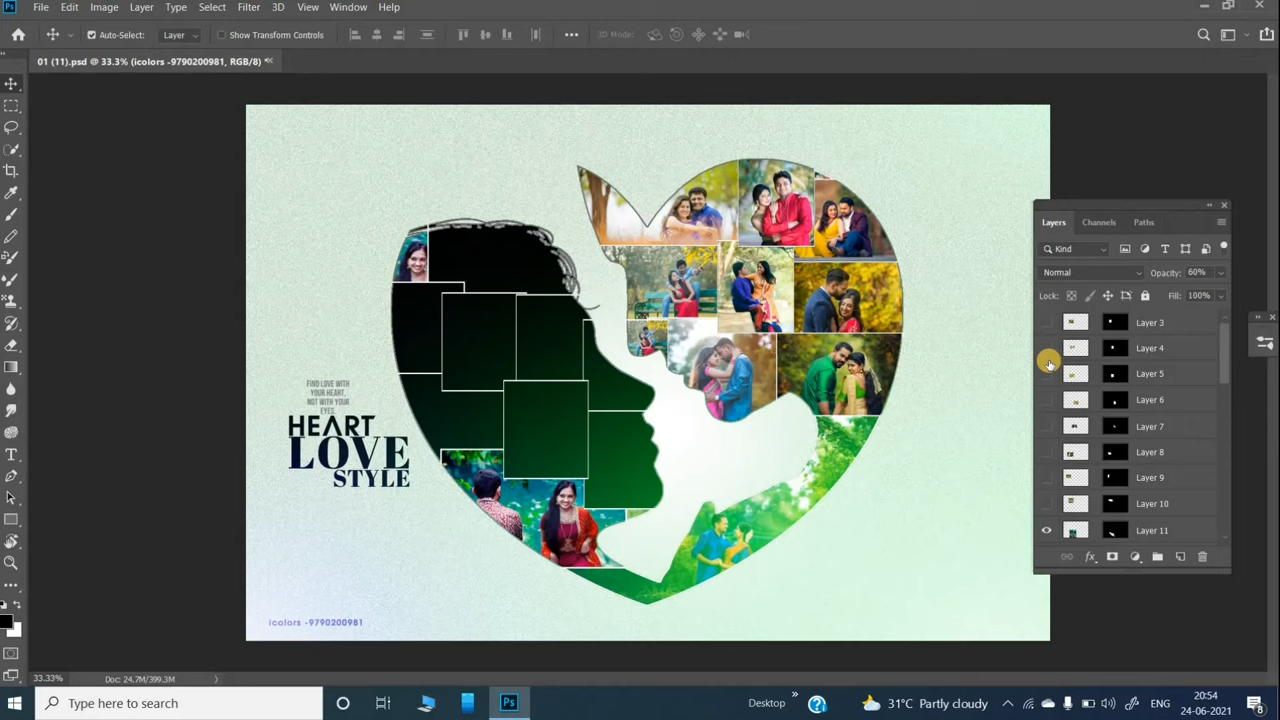 Ps File Edit Image Layer Type Select Filter 3D View Window Help
Auto-Select: Layer Show Transform Controls 3D Mode:
01 (11).psd @ 33.3% (icolors -9790200981, RGB/8) *
FIND LOVE WITH
YOUR HEART,
NOT WITH YOUR
EYES.
HEART
LOVE
STYLE
icolors -9790200981
Layers Channels Paths
Kind
Normal Opacity: 60%
Lock: Fill: 100%
Layer 3
Layer 4
Layer 5
Layer 6
Layer 7
Layer 8
Layer 9
Layer 10
Layer 11
33.33% Doc: 24.7M/399.3M
Type here to search
Ps
Desktop
31°C Partly cloudy
ENG
20:54
24-06-2021
8